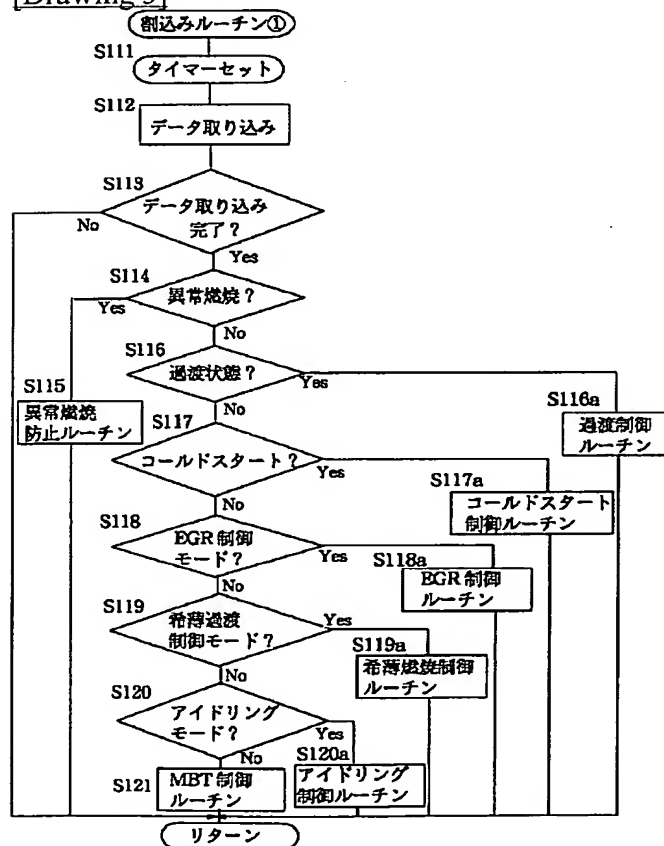 割込みルーチン①
S111
タイマーセット
S112
データ取り込み
S113
データ取り込み
完了?
No
Yes
S114
異常燃焼?
Yes
No
S116
過渡状態?
Yes
S115
異常燃焼
防止ルーチン
No
S116a
過渡制御
ルーチン
S117
コールドスタート?
Yes
S117a
コールドスタート
制御ルーチン
No
S118
EGR制御
モード?
Yes
S118a
EGR制御
ルーチン
No
S119
希薄過渡
制御モード?
Yes
S119a
希薄燃焼制御
ルーチン
No
S120
アイドリング
モード?
Yes
S120a
アイドリング
制御ルーチン
No
S121
MBT制御
ルーチン
リターン